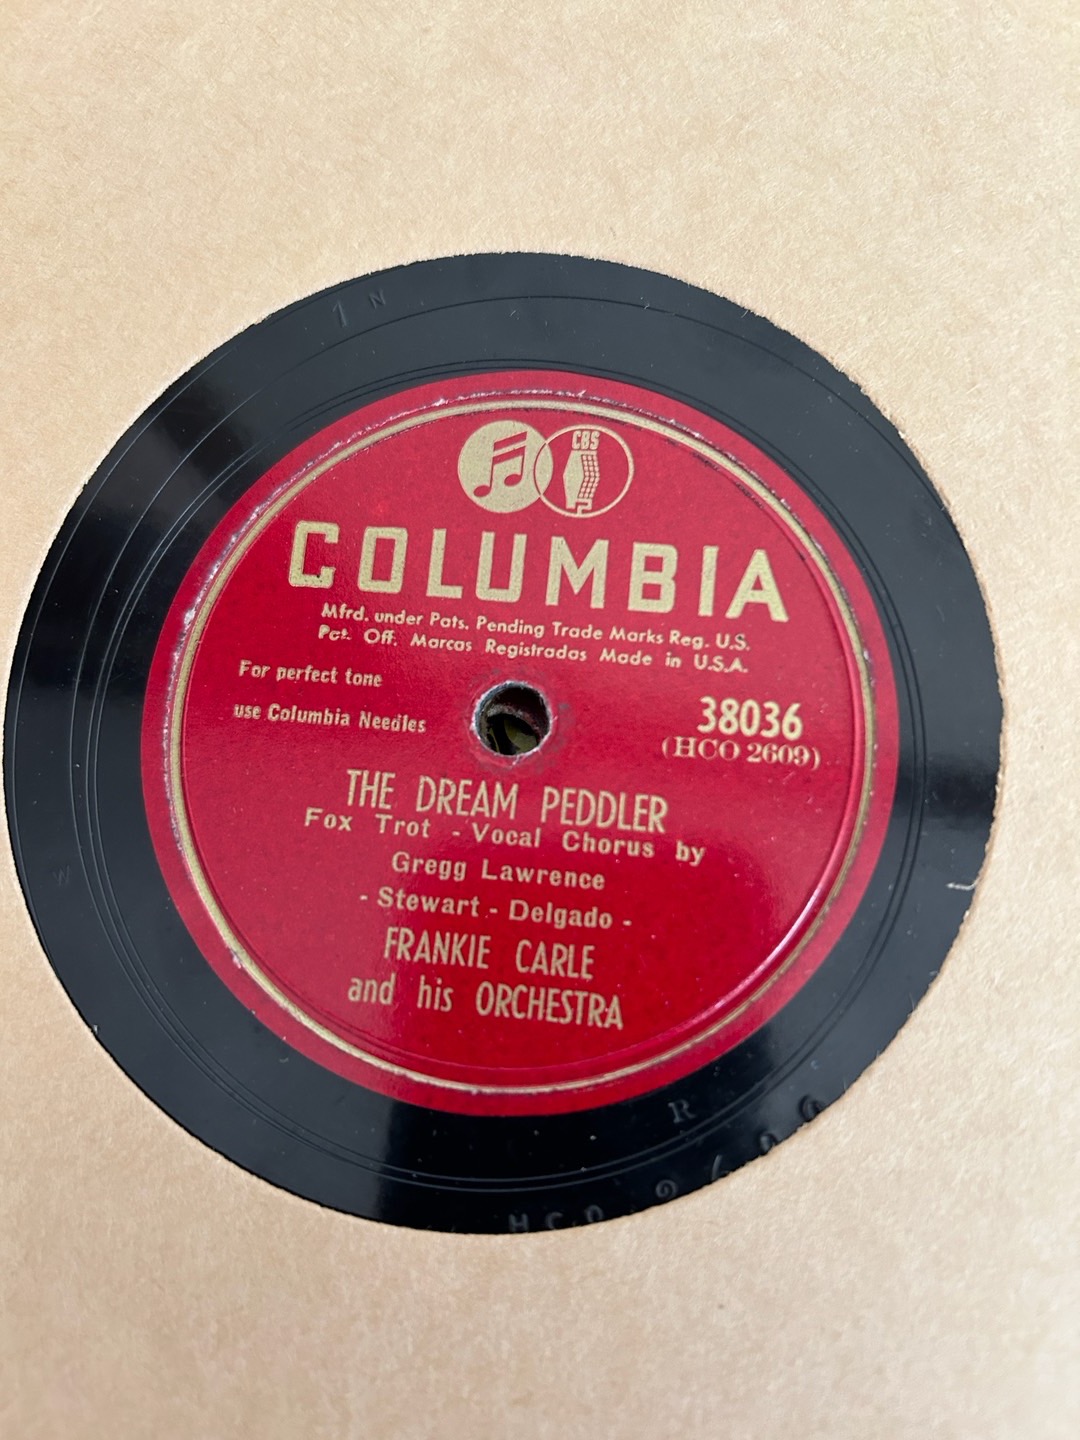 1 N
CBS
COLUMBIA
Mfrd. under Pats. Pending Trade Marks Reg. U.S.
Pat. Off. Marcas Registradas Made in U.S.A.
For perfect tone
use Columbia Needles
38036
(HCO 2609)
THE DREAM PEDDLER
Fox Trot - Vocal Chorus by
Gregg Lawrence
- Stewart - Delgado -
FRANKIE CARLE
and his ORCHESTRA
W
R
HCO